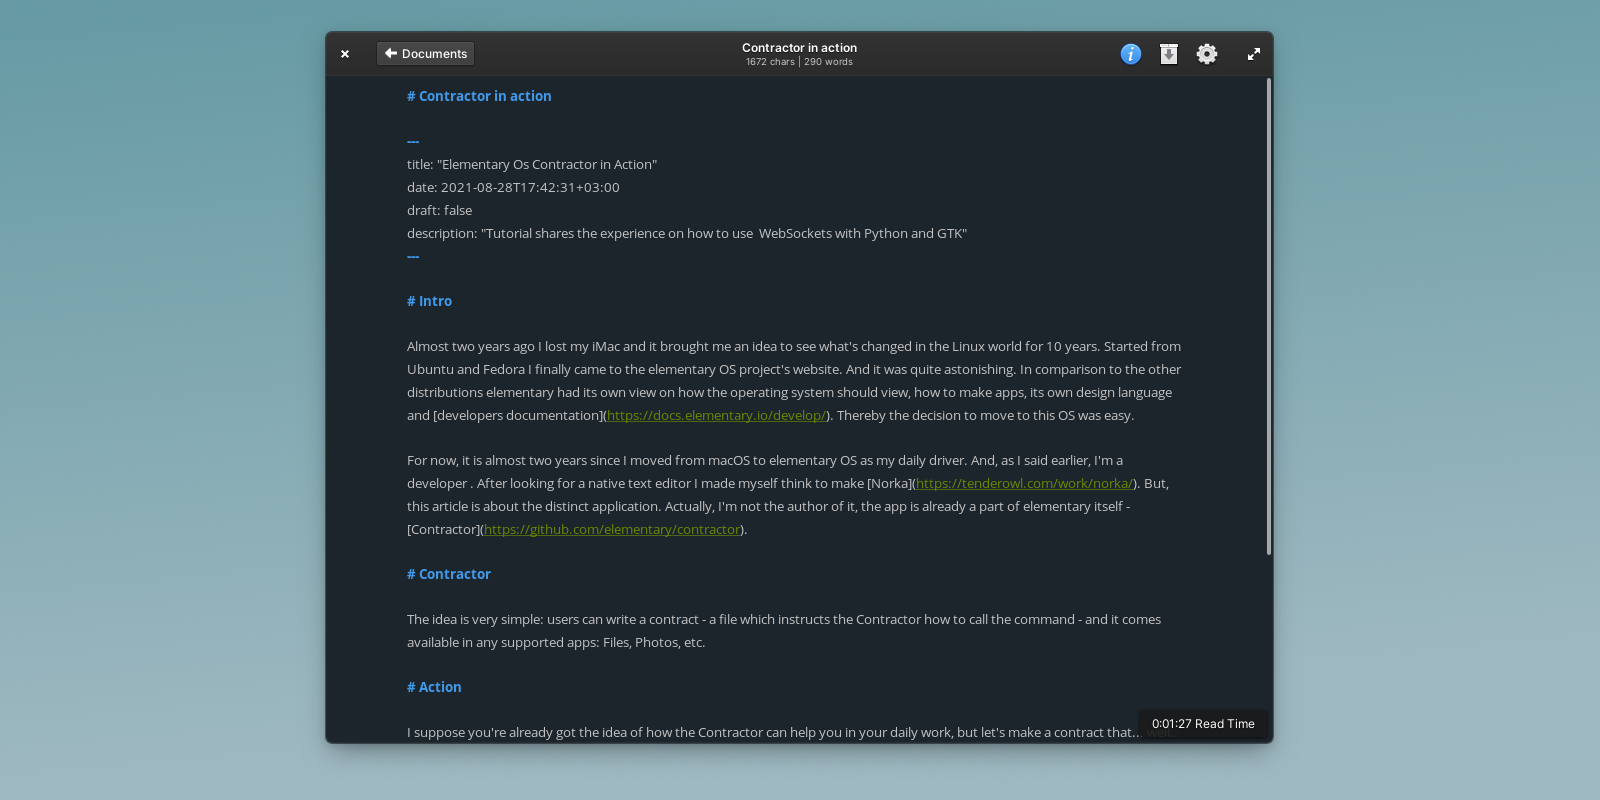 Documents
Contractor in action
1672 chars | 290 words
# Contractor in action
---
title: "Elementary Os Contractor in Action"
date: 2021-08-28T17:42:31+03:00
draft: false
description: "Tutorial shares the experience on how to use  WebSockets with Python and GTK"
---
# Intro
Almost two years ago I lost my iMac and it brought me an idea to see what's changed in the Linux world for 10 years. Started from
Ubuntu and Fedora I finally came to the elementary OS project's website. And it was quite astonishing. In comparison to the other
distributions elementary had its own view on how the operating system should view, how to make apps, its own design language
and [developers documentation](https://docs.elementary.io/develop/). Thereby the decision to move to this OS was easy.
For now, it is almost two years since I moved from macOS to elementary OS as my daily driver. And, as I said earlier, I'm a
developer . After looking for a native text editor I made myself think to make [Norka](https://tenderowl.com/work/norka/). But,
this article is about the distinct application. Actually, I'm not the author of it, the app is already a part of elementary itself -
[Contractor](https://github.com/elementary/contractor).
# Contractor
The idea is very simple: users can write a contract - a file which instructs the Contractor how to call the command - and it comes
available in any supported apps: Files, Photos, etc.
# Action
I suppose you're already got the idea of how the Contractor can help you in your daily work, but let's make a contract that... well..
0:01:27 Read Time